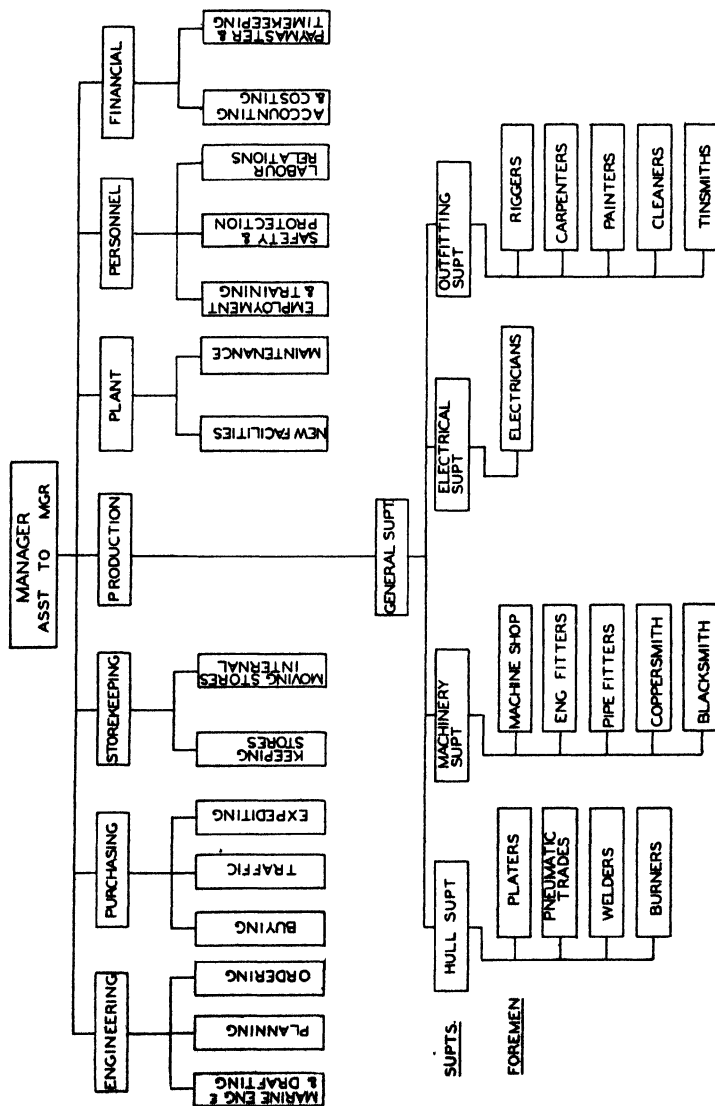 MANAGER
ASST TO MGR
ENGINEERING
PURCHASING
STOREKEEPING
PRODUCTION
PLANT
PERSONNEL
FINANCIAL
MARINE ENG E
& DRAFTING
PLANNING
ORDERING
BUYING
TRAFFIC
EXPEDITING
KEEPING
STORES
MOVING STORES
INTERNAL
NEW FACILITIES
MAINTENANCE
EMPLOYMENT
& TRAINING
SAFETY &
PROTECTION
LABOUR
RELATIONS
ACCOUNTING
& COSTING
PAYMASTER &
TIMEKEEPING
GENERAL SUPT.
SUPTS.
HULL SUPT
MACHINERY
SUPT
ELECTRICAL
SUPT
OUTFITTING
SUPT
FOREMEN
PLATERS
PNEUMATIC
TRADES
WELDERS
BURNERS
MACHINE SHOP
ENG FITTERS
PIPE FITTERS
COPPERSMITH
BLACKSMITH
ELECTRICIANS
RIGGERS
CARPENTERS
PAINTERS
CLEANERS
TINSMITHS